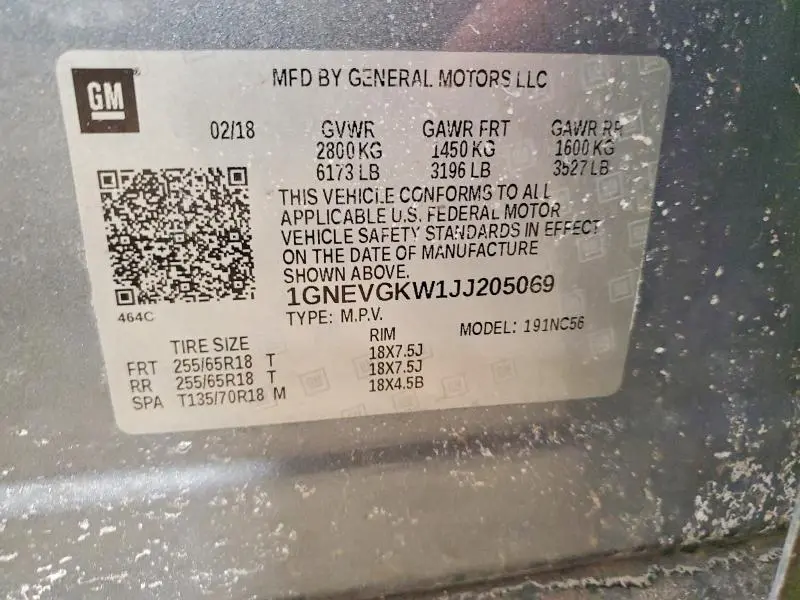 GM
MFD BY GENERAL MOTORS LLC
02/18 GVWR GAWR FRT GAWR RR
2800 KG 1450 KG 1600 KG
6173 LB 3196 LB 3527 LB
THIS VEHICLE CONFORMS TO ALL
APPLICABLE U.S. FEDERAL MOTOR
VEHICLE SAFETY STANDARDS IN EFFECT
ON THE DATE OF MANUFACTURE
SHOWN ABOVE.
1GNEVGKW1JJ205069
464C
TYPE: M.P.V. MODEL: 191NC56
TIRE SIZE RIM
FRT 255/65R18 T 18X7.5J
RR 255/65R18 T 18X7.5J
SPA T135/70R18 M 18X4.5B